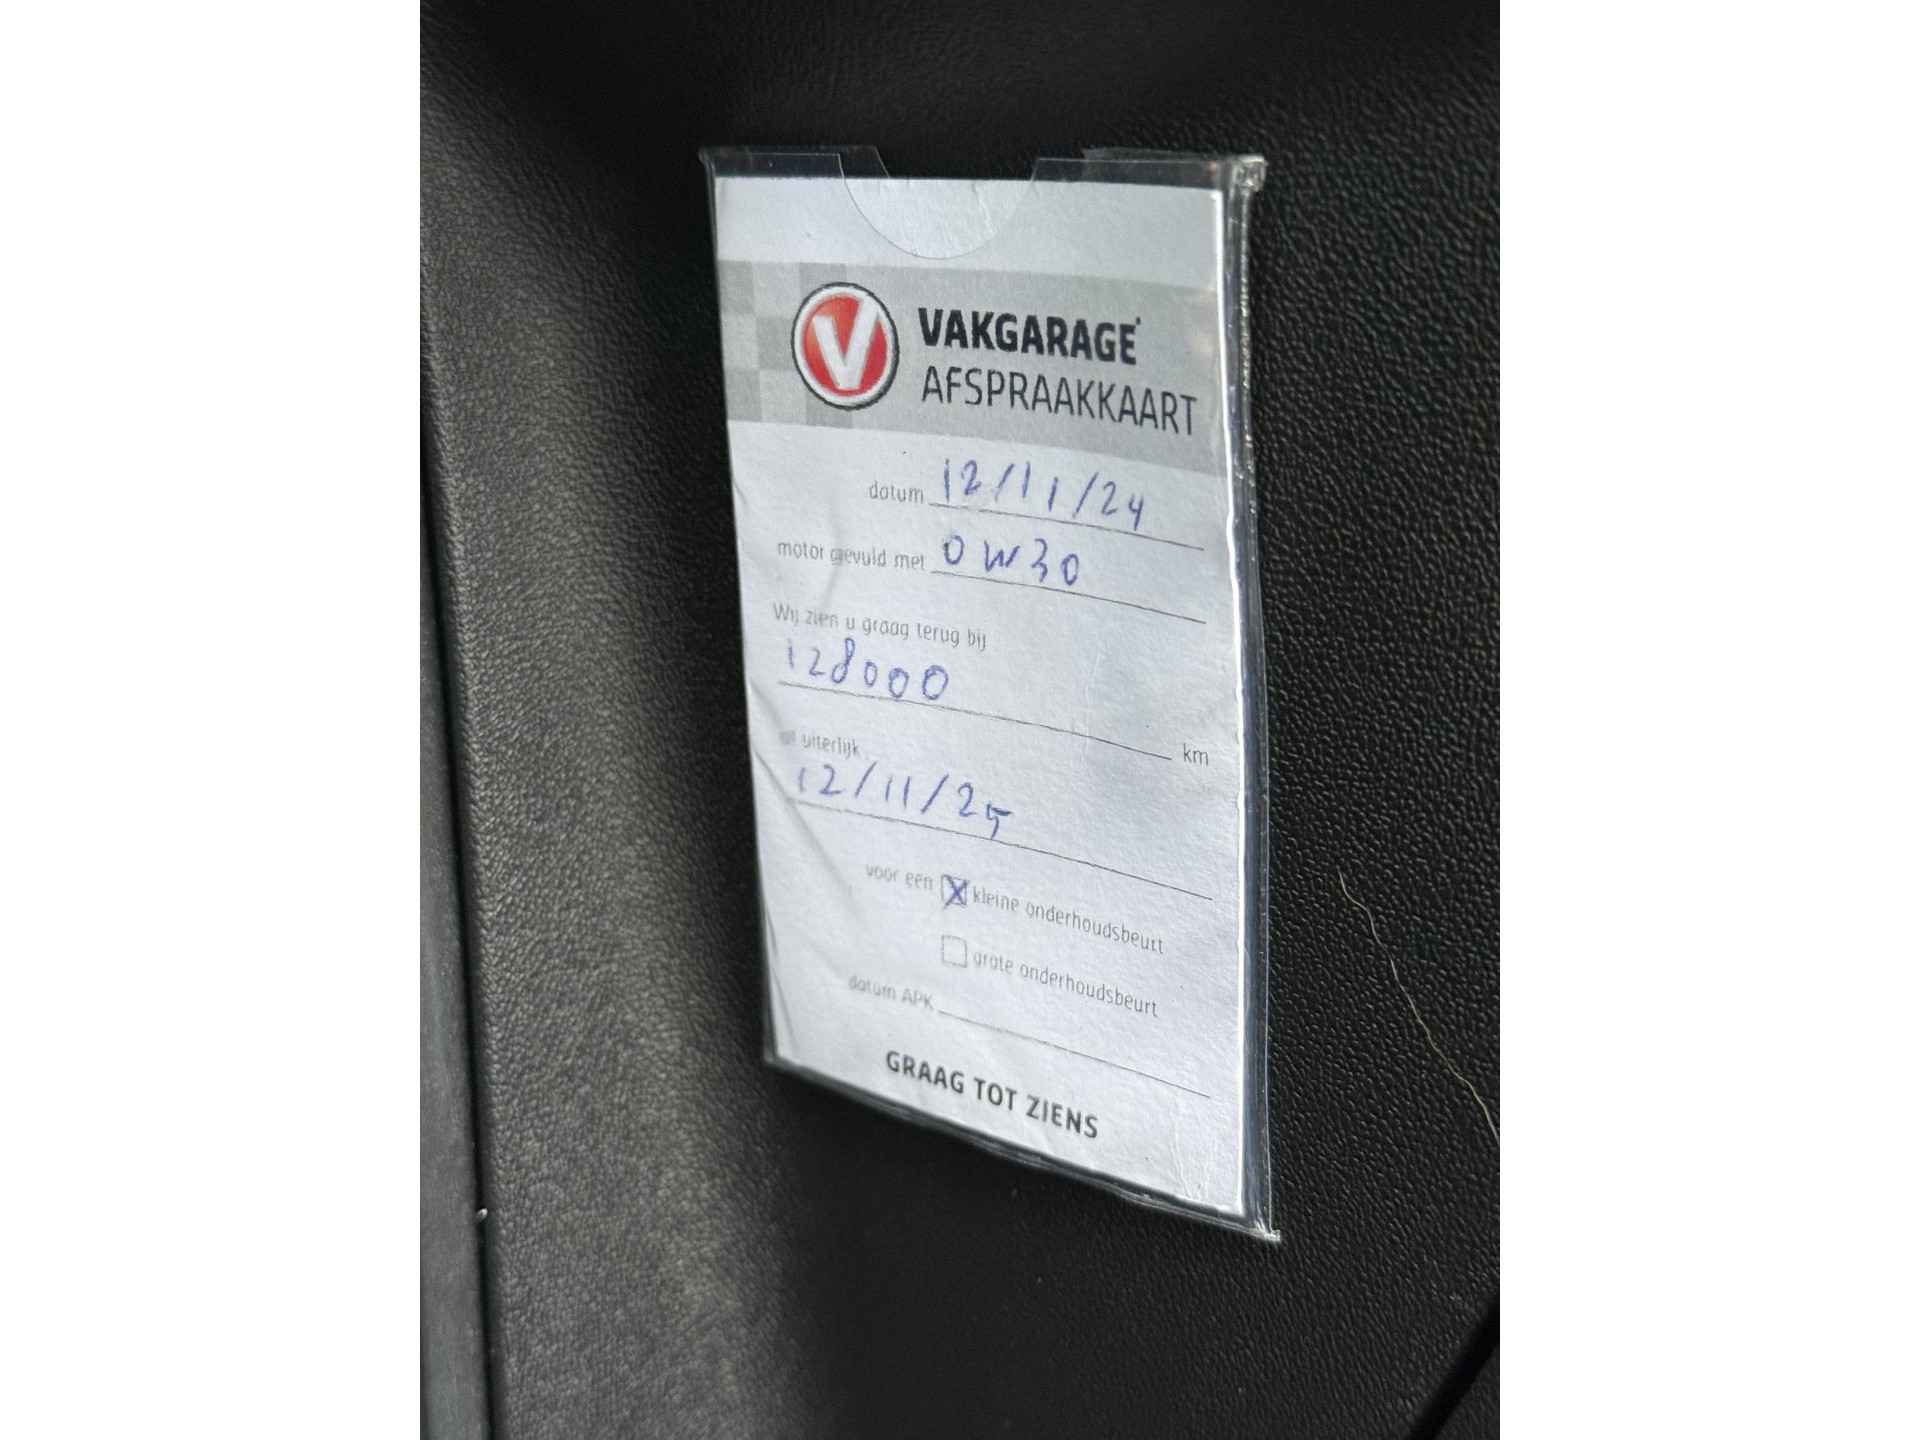 V
VAKGARAGE
AFSPRAAKKAART
datum 12/11/24
motor gevuld met 0W30
Wij zien u graag terug bij
128000 km
uiterlijk
12/11/25
voor een X kleine onderhoudsbeurt
grote onderhoudsbeurt
datum APK
GRAAG TOT ZIENS